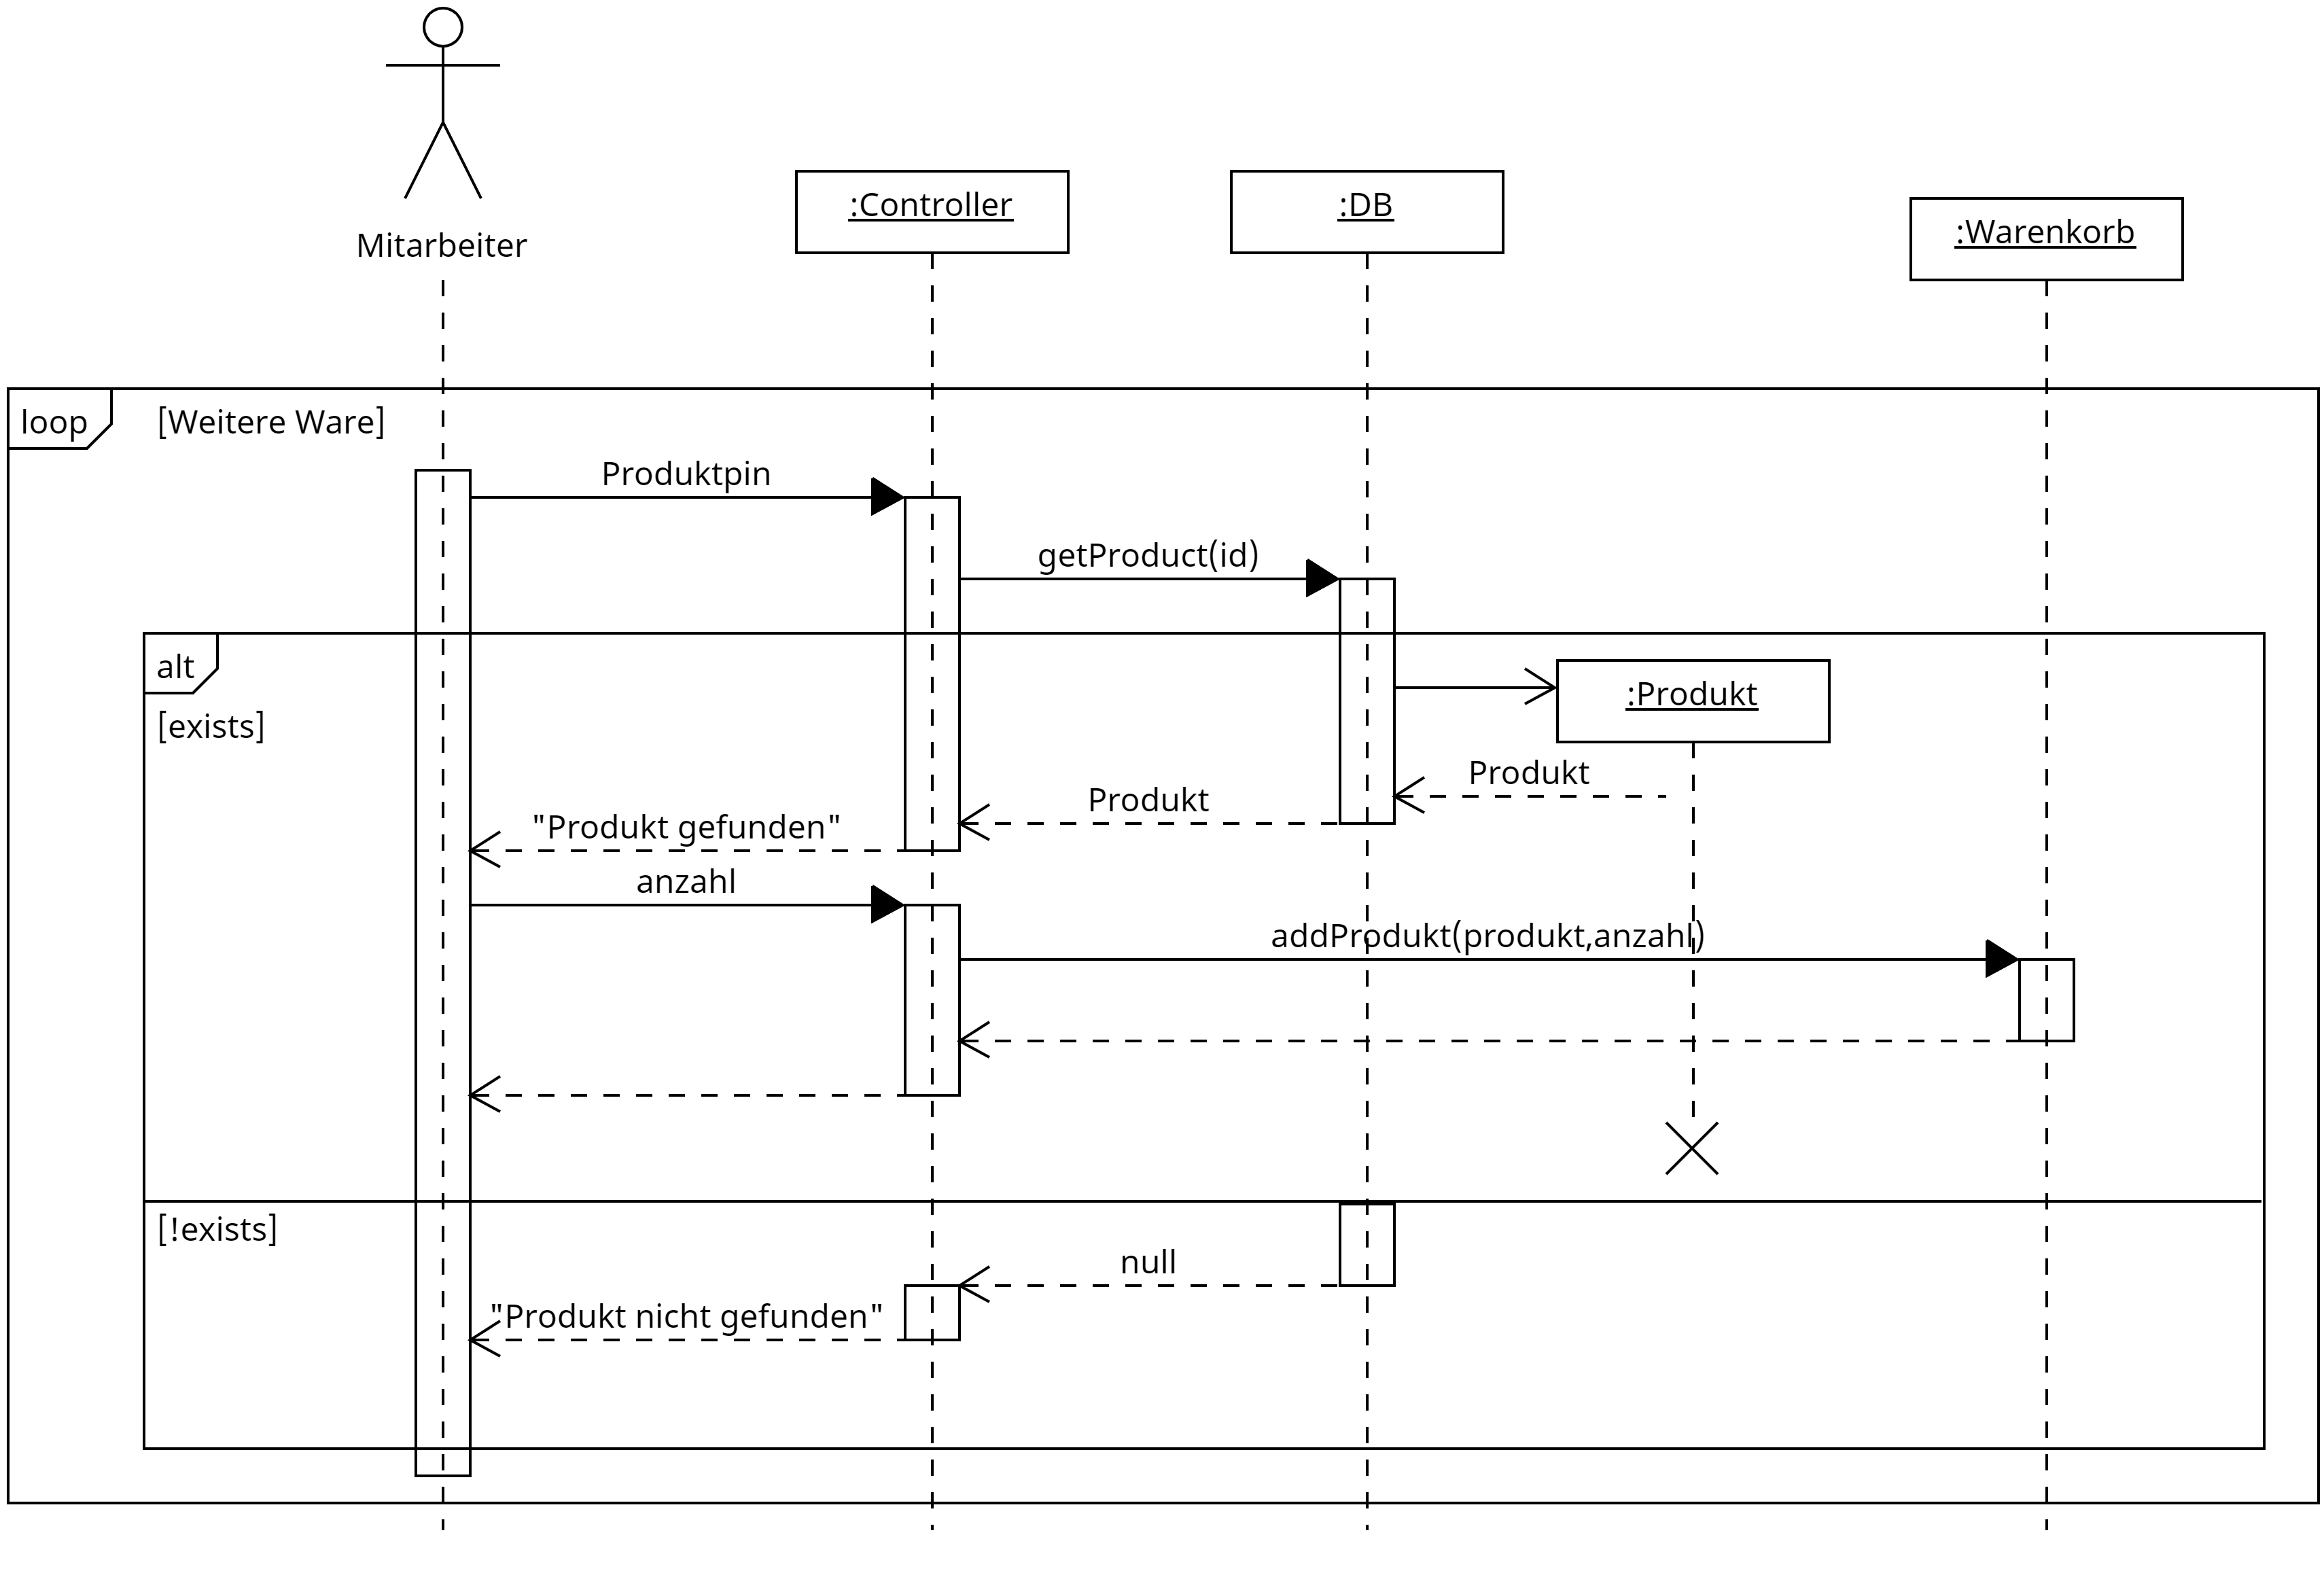 Mitarbeiter
:Controller
:DB
:Warenkorb
loop
[Weitere Ware]
Produktpin
getProduct(id)
alt
[exists]
:Produkt
Produkt
Produkt
"Produkt gefunden"
anzahl
addProdukt(produkt,anzahl)
[!exists]
null
"Produkt nicht gefunden"